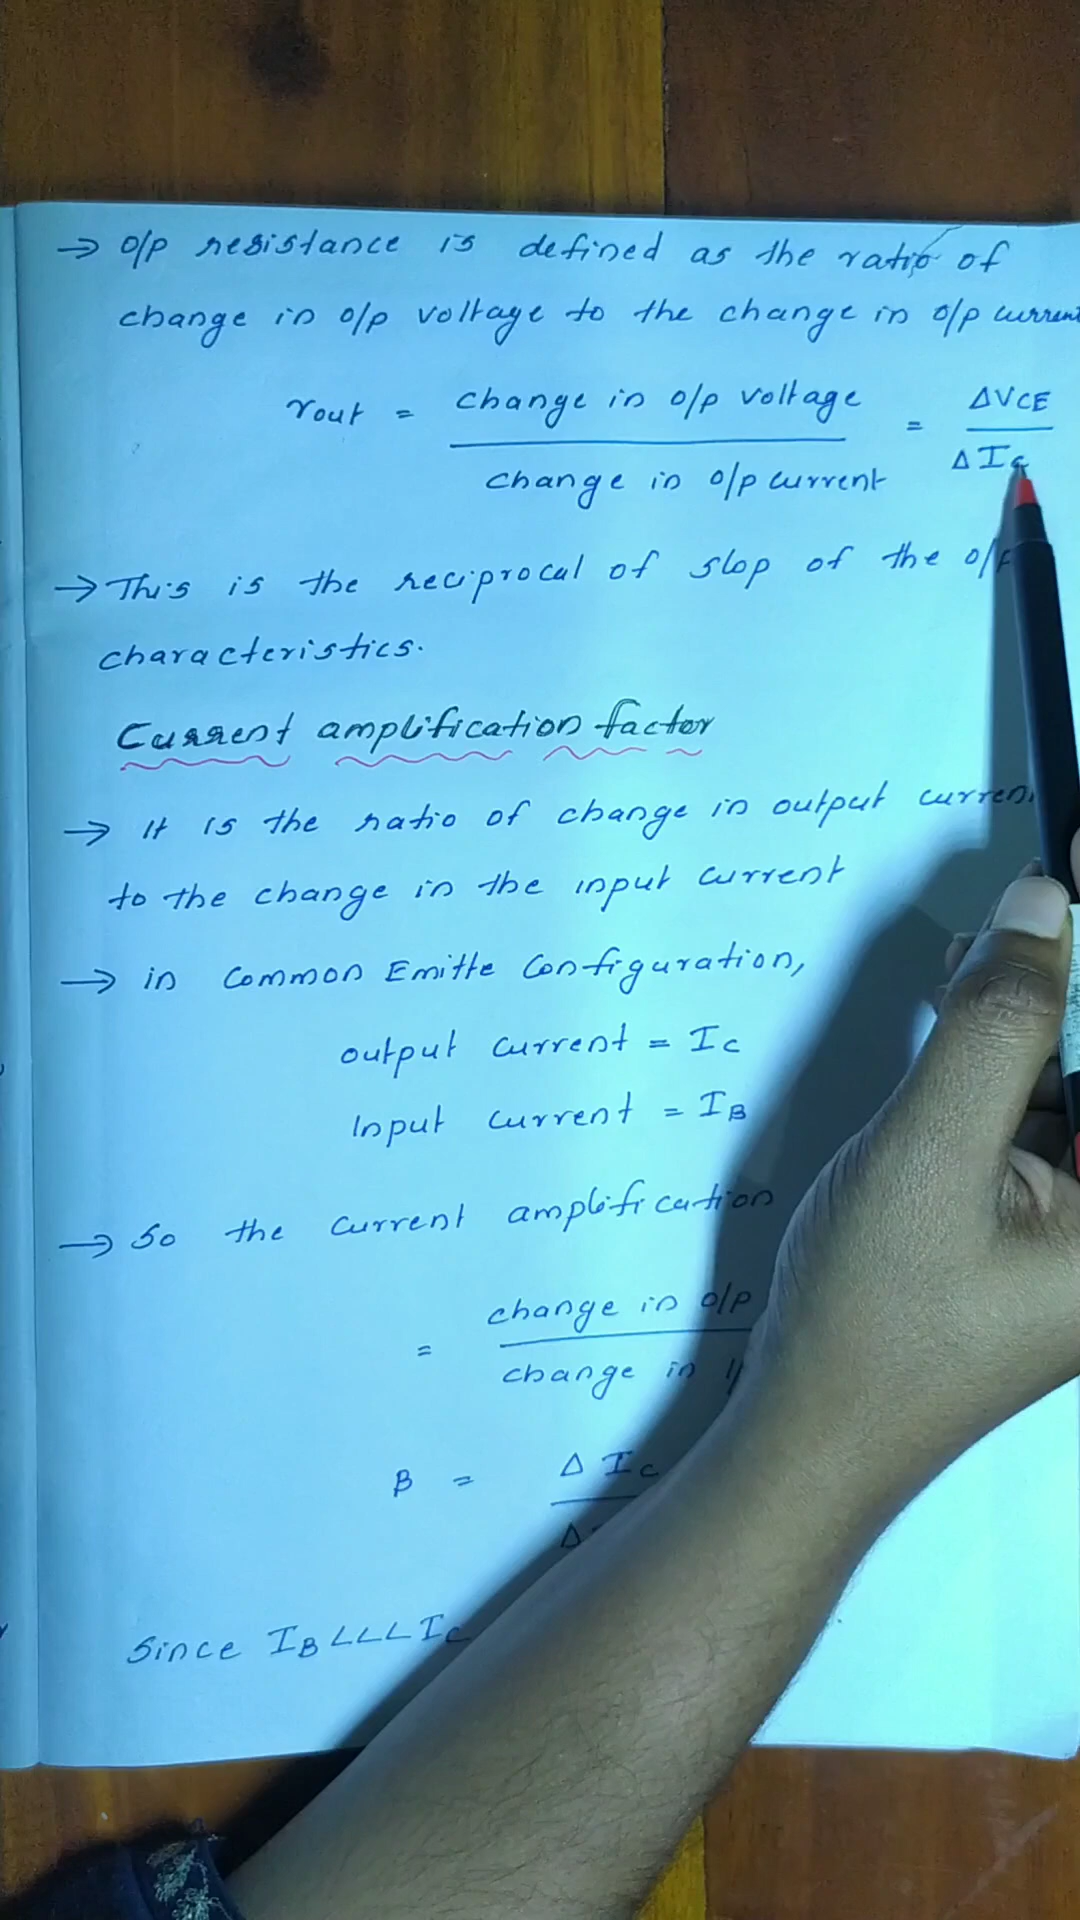 → o/p resistance is defined as the ratio of
change in o/p voltage to the change in o/p current
rout = change in o/p voltage / change in o/p current = ΔVCE / ΔIC
→ This is the reciprocal of slop of the o/p
characteristics.
Current amplification factor
→ It is the ratio of change in output current
to the change in the input current
→ in Common Emitte Configuration,
output current = IC
Input current = IB
→ So the current amplification
= change in o/p / change in
β = ΔIC / Δ
Since IB <<< IC